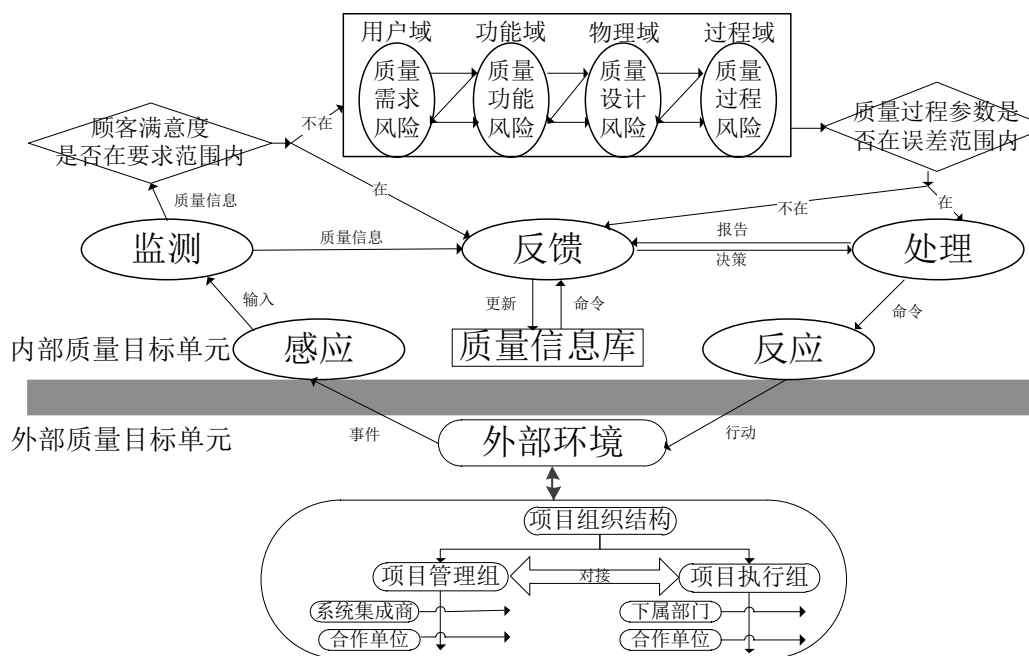 用户域
功能域
物理域
过程域
质量
需求
风险
质量
功能
风险
质量
设计
风险
质量
过程
风险
顾客满意度
是否在要求范围内
不在
在
质量过程参数是
否在误差范围内
不在
在
质量信息
监测
质量信息
反馈
报告
决策
处理
输入
更新
命令
命令
内部质量目标单元
感应
质量信息库
反应
外部质量目标单元
事件
外部环境
行动
项目组织结构
项目管理组
对接
项目执行组
系统集成商
合作单位
下属部门
合作单位